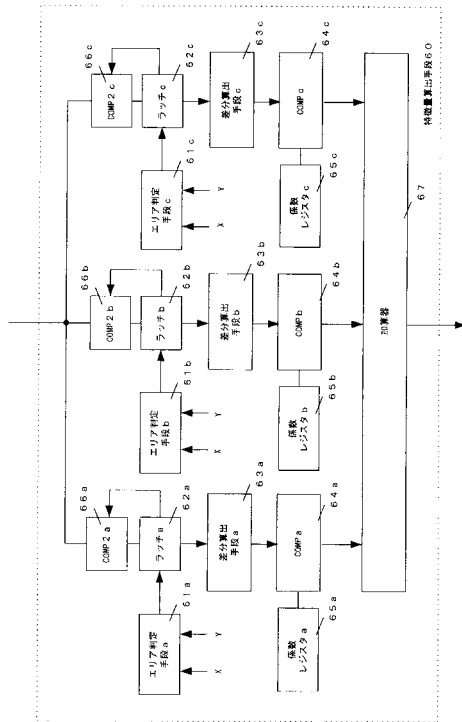 66a
COMP2a
62a
ラッチa
61a
エリア判定
手段a
X
Y
63a
差分算出
手段a
64a
COMPa
65a
係数
レジスタa
66b
COMP2b
62b
ラッチb
61b
エリア判定
手段b
X
Y
63b
差分算出
手段b
64b
COMPb
65b
係数
レジスタb
66c
COMP2c
62c
ラッチc
61c
エリア判定
手段c
X
Y
63c
差分算出
手段c
64c
COMPc
65c
係数
レジスタc
加算器
67
特徴量算出手段60